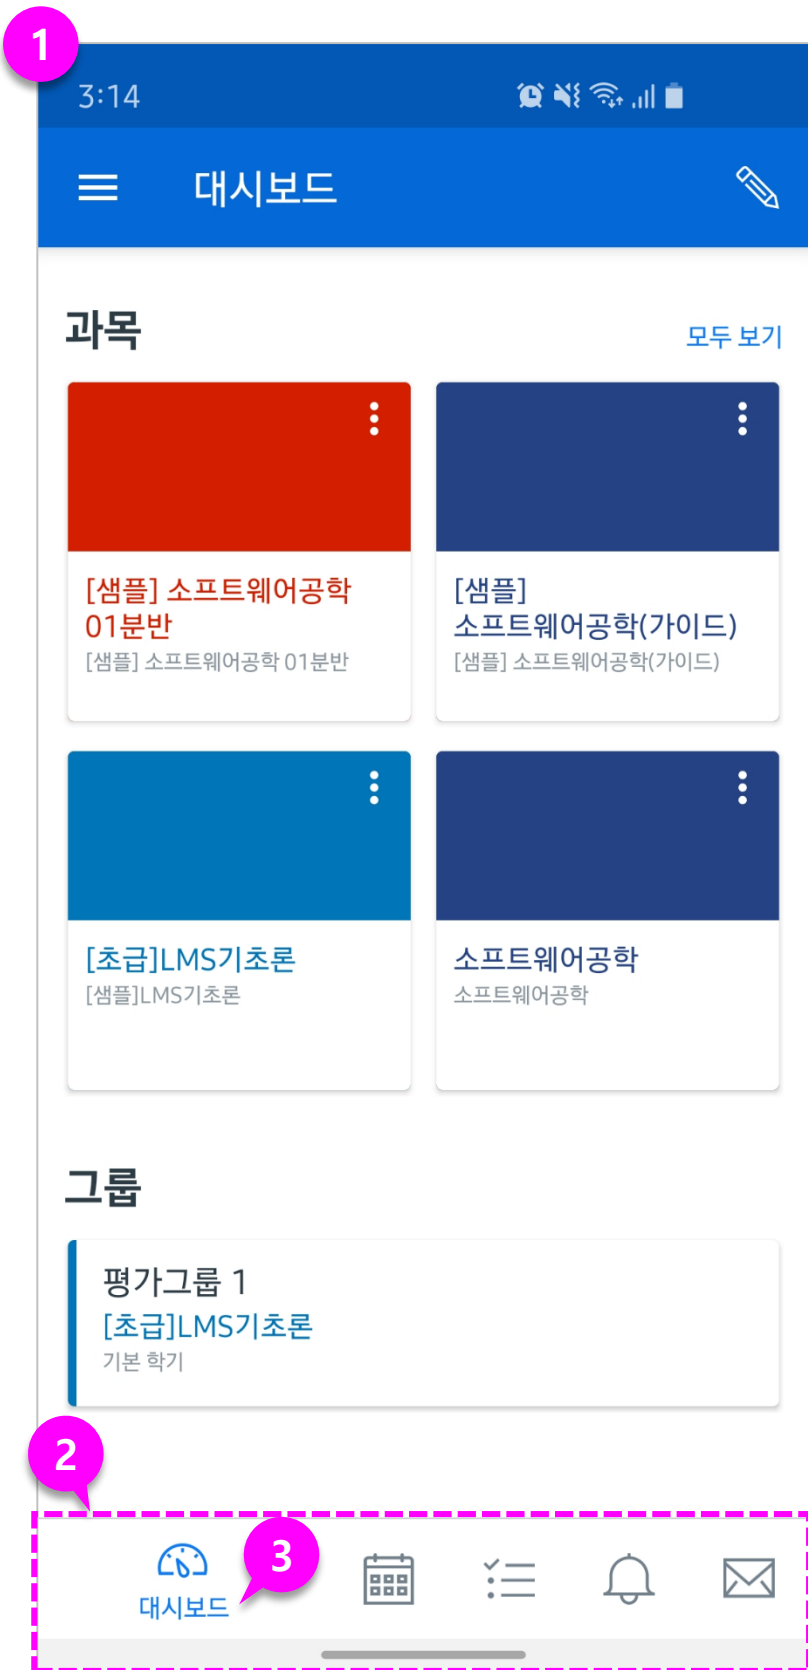 1
3:14
대시보드
과목
모두 보기
[샘플] 소프트웨어공학
01분반
[샘플] 소프트웨어공학 01분반
[샘플]
소프트웨어공학(가이드)
[샘플] 소프트웨어공학(가이드)
[초급]LMS기초론
[샘플]LMS기초론
소프트웨어공학
소프트웨어공학
그룹
평가그룹 1
[초급]LMS기초론
기본 학기
2
3
대시보드